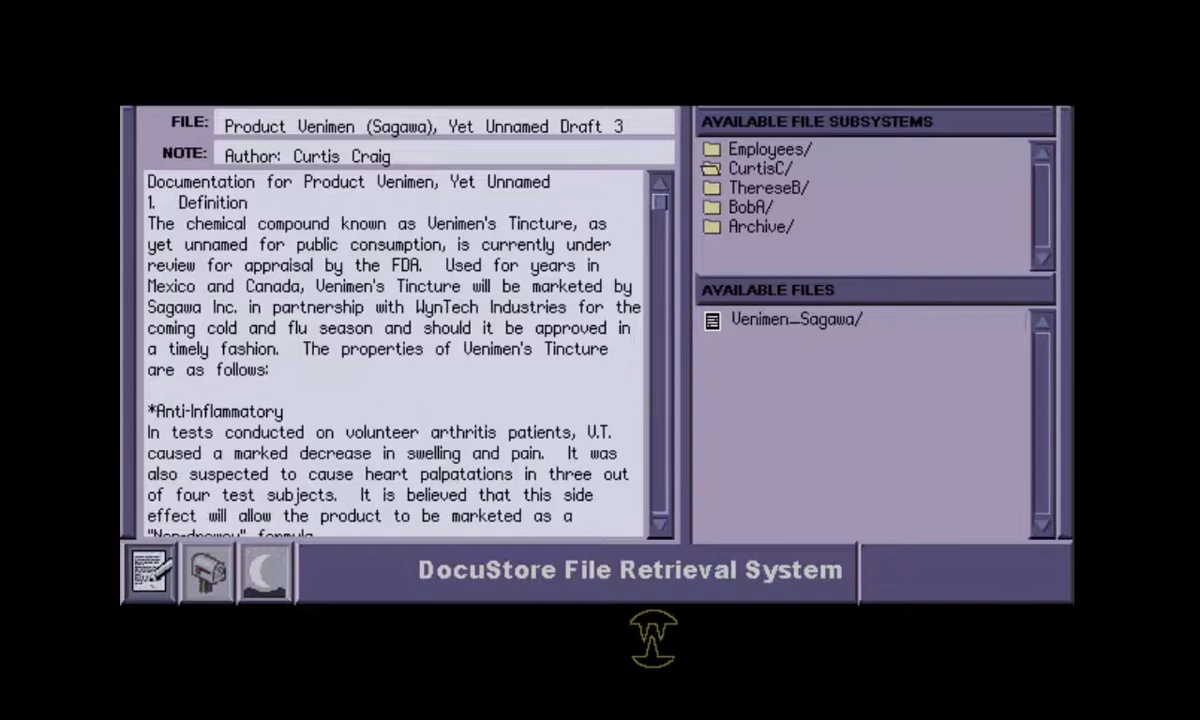 FILE: Product Venimen (Sagawa), Yet Unnamed Draft 3
NOTE: Author: Curtis Craig
Documentation for Product Venimen, Yet Unnamed
1. Definition
The chemical compound known as Venimen's Tincture, as
yet unnamed for public consumption, is currently under
review for appraisal by the FDA. Used for years in
Mexico and Canada, Venimen's Tincture will be marketed by
Sagawa Inc. in partnership with WynTech Industries for the
coming cold and flu season and should it be approved in
a timely fashion. The properties of Venimen's Tincture
are as follows:
*Anti-Inflammatory
In tests conducted on volunteer arthritis patients, V.T.
caused a marked decrease in swelling and pain. It was
also suspected to cause heart palpatations in three out
of four test subjects. It is believed that this side
effect will allow the product to be marketed as a
"Non-drowsy" formula
AVAILABLE FILE SUBSYSTEMS
Employees/
CurtisC/
ThereseB/
BobA/
Archive/
AVAILABLE FILES
Venimen_Sagawa/
DocuStore File Retrieval System